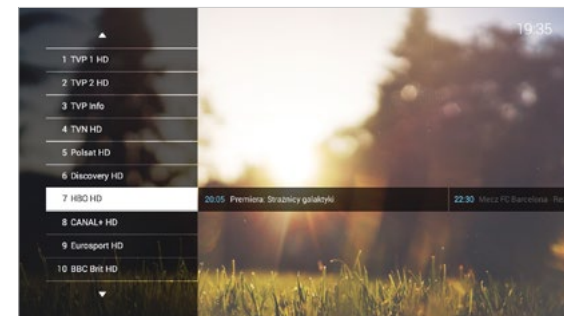 19:35
1 TVP 1 HD
2 TVP 2 HD
3 TVP Info
4 TVN HD
5 Polsat HD
6 Discovery HD
7 HBO HD
20:05 Premiera: Strażnicy galaktyki
22:30 Mecz FC Barcelona - Re
8 CANAL+ HD
9 Eurosport HD
10 BBC Brit HD